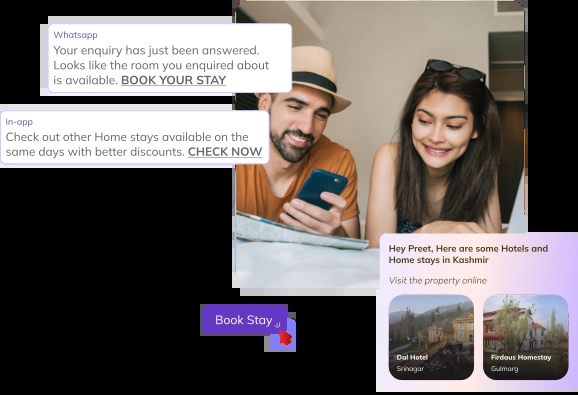 Whatsapp
Your enquiry has just been answered.
Looks like the room you enquired about
is available. BOOK YOUR STAY
In-app
Check out other Home stays available on the
same days with better discounts. CHECK NOW
Hey Preet, Here are some Hotels and
Home stays in Kashmir
Visit the property online
Dal Hotel
Srinagar
Firdaus Homestay
Gulmarg
Book Stay